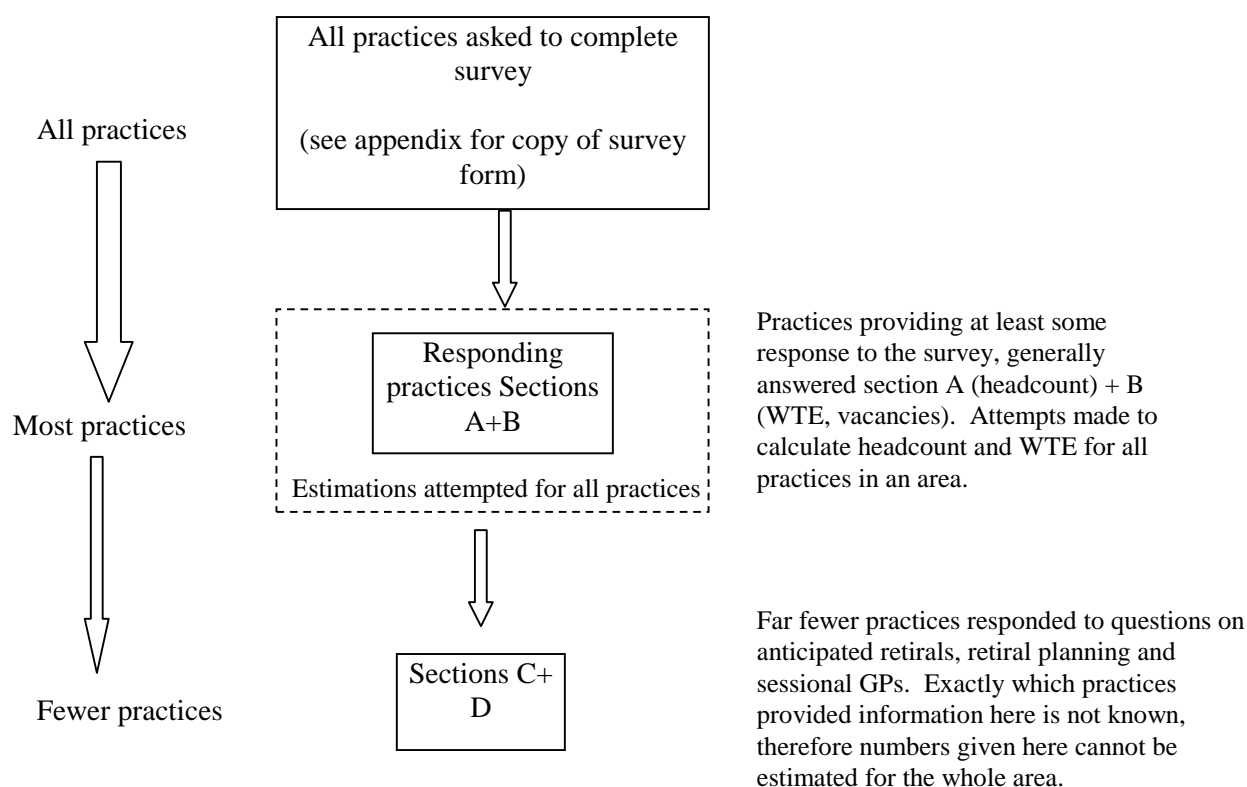 All practices asked to complete
survey
(see appendix for copy of survey
form)
All practices
Responding
practices Sections
A+B
Estimations attempted for all practices
Most practices
Practices providing at least some
response to the survey, generally
answered section A (headcount) + B
(WTE, vacancies).  Attempts made to
calculate headcount and WTE for all
practices in an area.
Sections C+
D
Fewer practices
Far fewer practices responded to questions on
anticipated retirals, retiral planning and
sessional GPs.  Exactly which practices
provided information here is not known,
therefore numbers given here cannot be
estimated for the whole area.